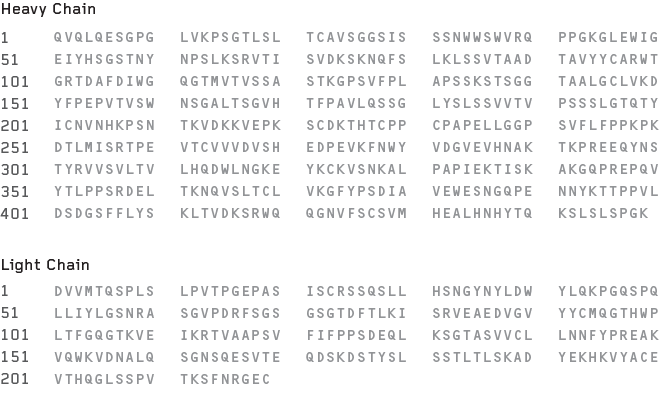 Heavy Chain
1 QVQLQESGPG LVKPSGTLSL TCAVSGGSIS SSNWWSWVRQ PPGKGLEWIG
51 EIYHSGSTNY NPSLKSRVTI SVDKSKNQFS LKLSSVTAAD TAVYYCARWT
101 GRTDAFDIWG QGTMVTVSSA STKGPSVFPL APSSKSTSGG TAALGCLVKD
151 YFPEPVTVSW NSGALTSGVH TFPAVLQSSG LYSLSSVVTV PSSSLGTQTY
201 ICNVNHKPSN TKVDKKVEPK SCDKTHTCPP CPAPELLGGP SVFLFPPKPK
251 DTLMISRTPE VTCVVVDVSH EDPEVKFNWY VDGVEVHNAK TKPREEQYNS
301 TYRVVSVLTV LHQDWLNGKE YKCKVSNKAL PAPIEKTISK AKGQPREPQV
351 YTLPPSRDEL TKNQVSLTCL VKGFYPSDIA VEWESNGQPE NNYKTTPPVL
401 DSDGSFFLYS KLTVDKSRWQ QGNVFSCSVM HEALHNHYTQ KSLSLSPGK
Light Chain
1 DVVMTQSPLS LPVTPGEPAS ISCRSSQSLL HSNGYNYLDW YLQKPGQSPQ
51 LLIYLGSNRA SGVPDRFSGS GSGTDFTLKI SRVEAEDVGV YYCMQGTHWP
101 LTFGQGTKVE IKRTVAAPSV FIFPPSDEQL KSGTASVVCL LNNFYPREAK
151 VQWKVDNALQ SGNSQESVTE QDSKDSTYSL SSTLTLSKAD YEKHKVYACE
201 VTHQGLSSPV TKSFNRGEC